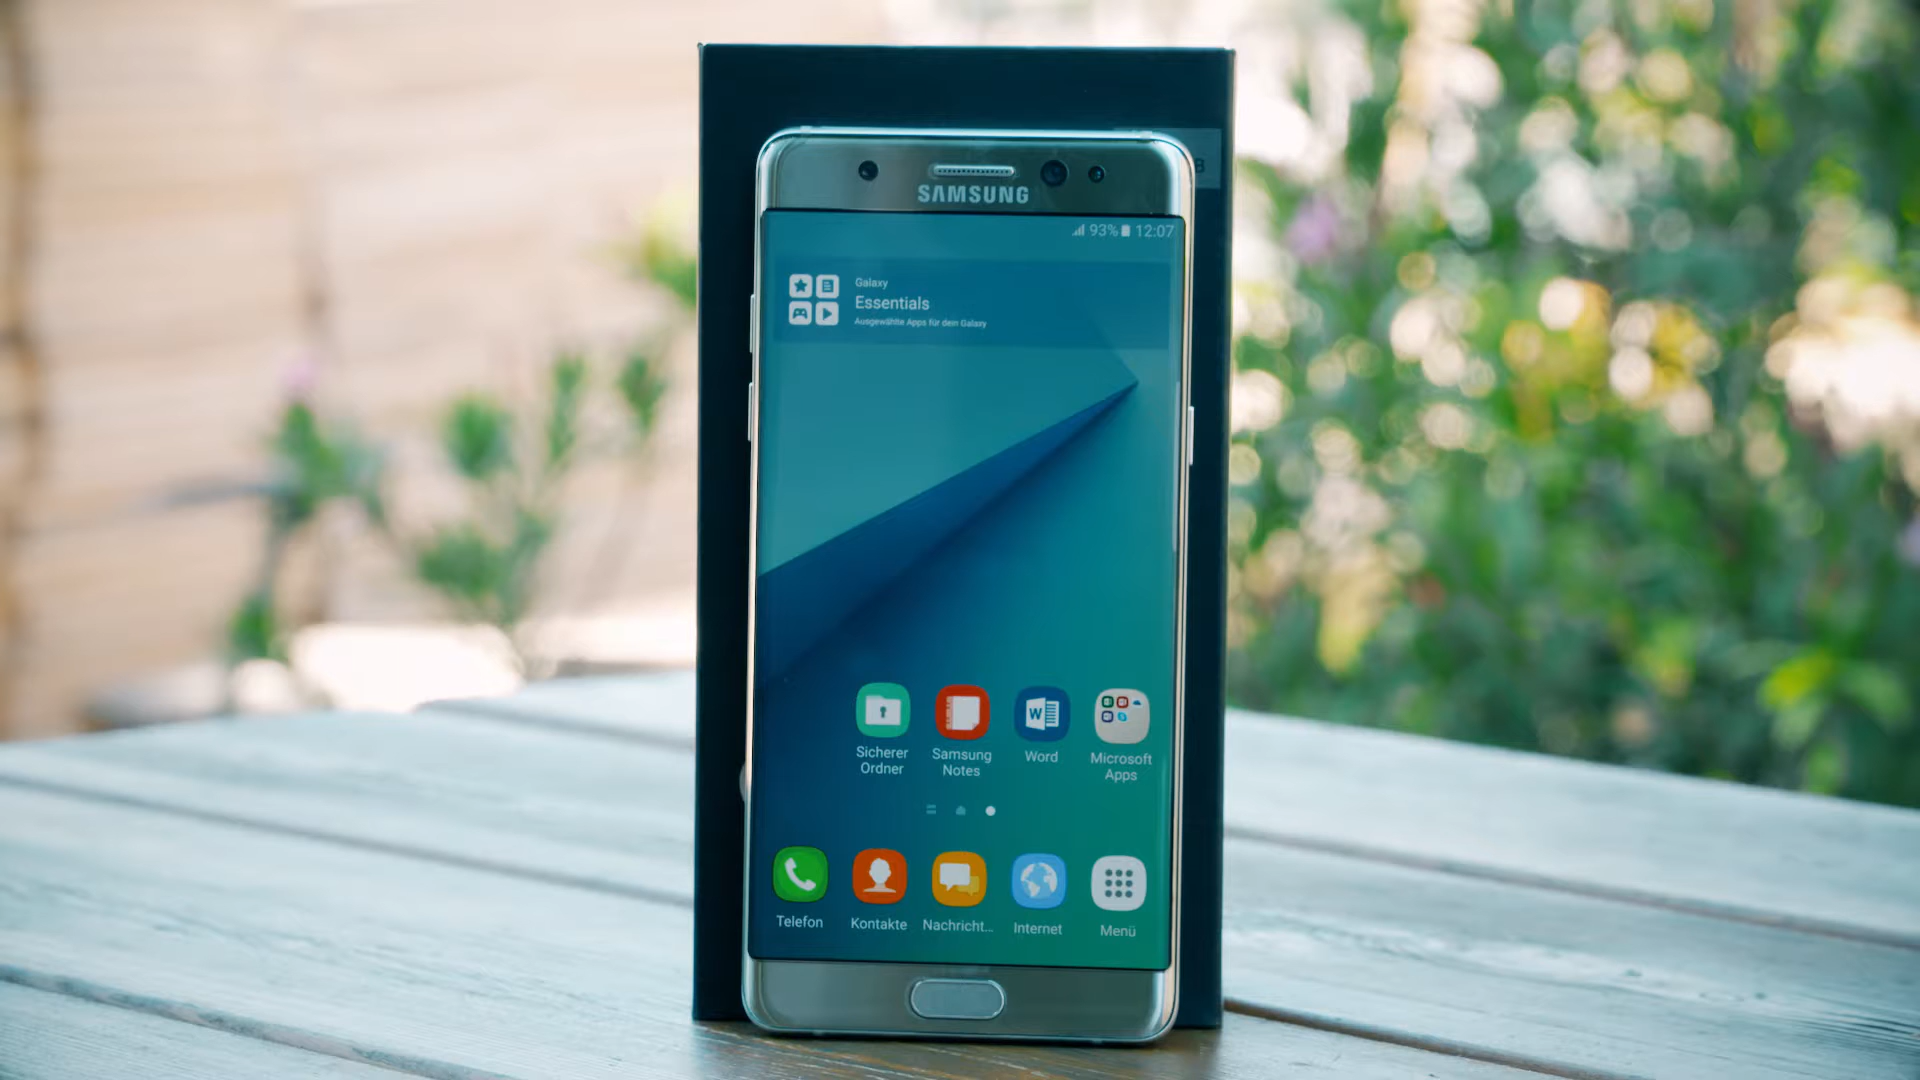 SAMSUNG
93% 12:07
Galaxy
Essentials
Ausgewählte Apps für dein Galaxy
Sicherer Ordner
Samsung Notes
Word
Microsoft Apps
Telefon
Kontakte
Nachricht...
Internet
Menü